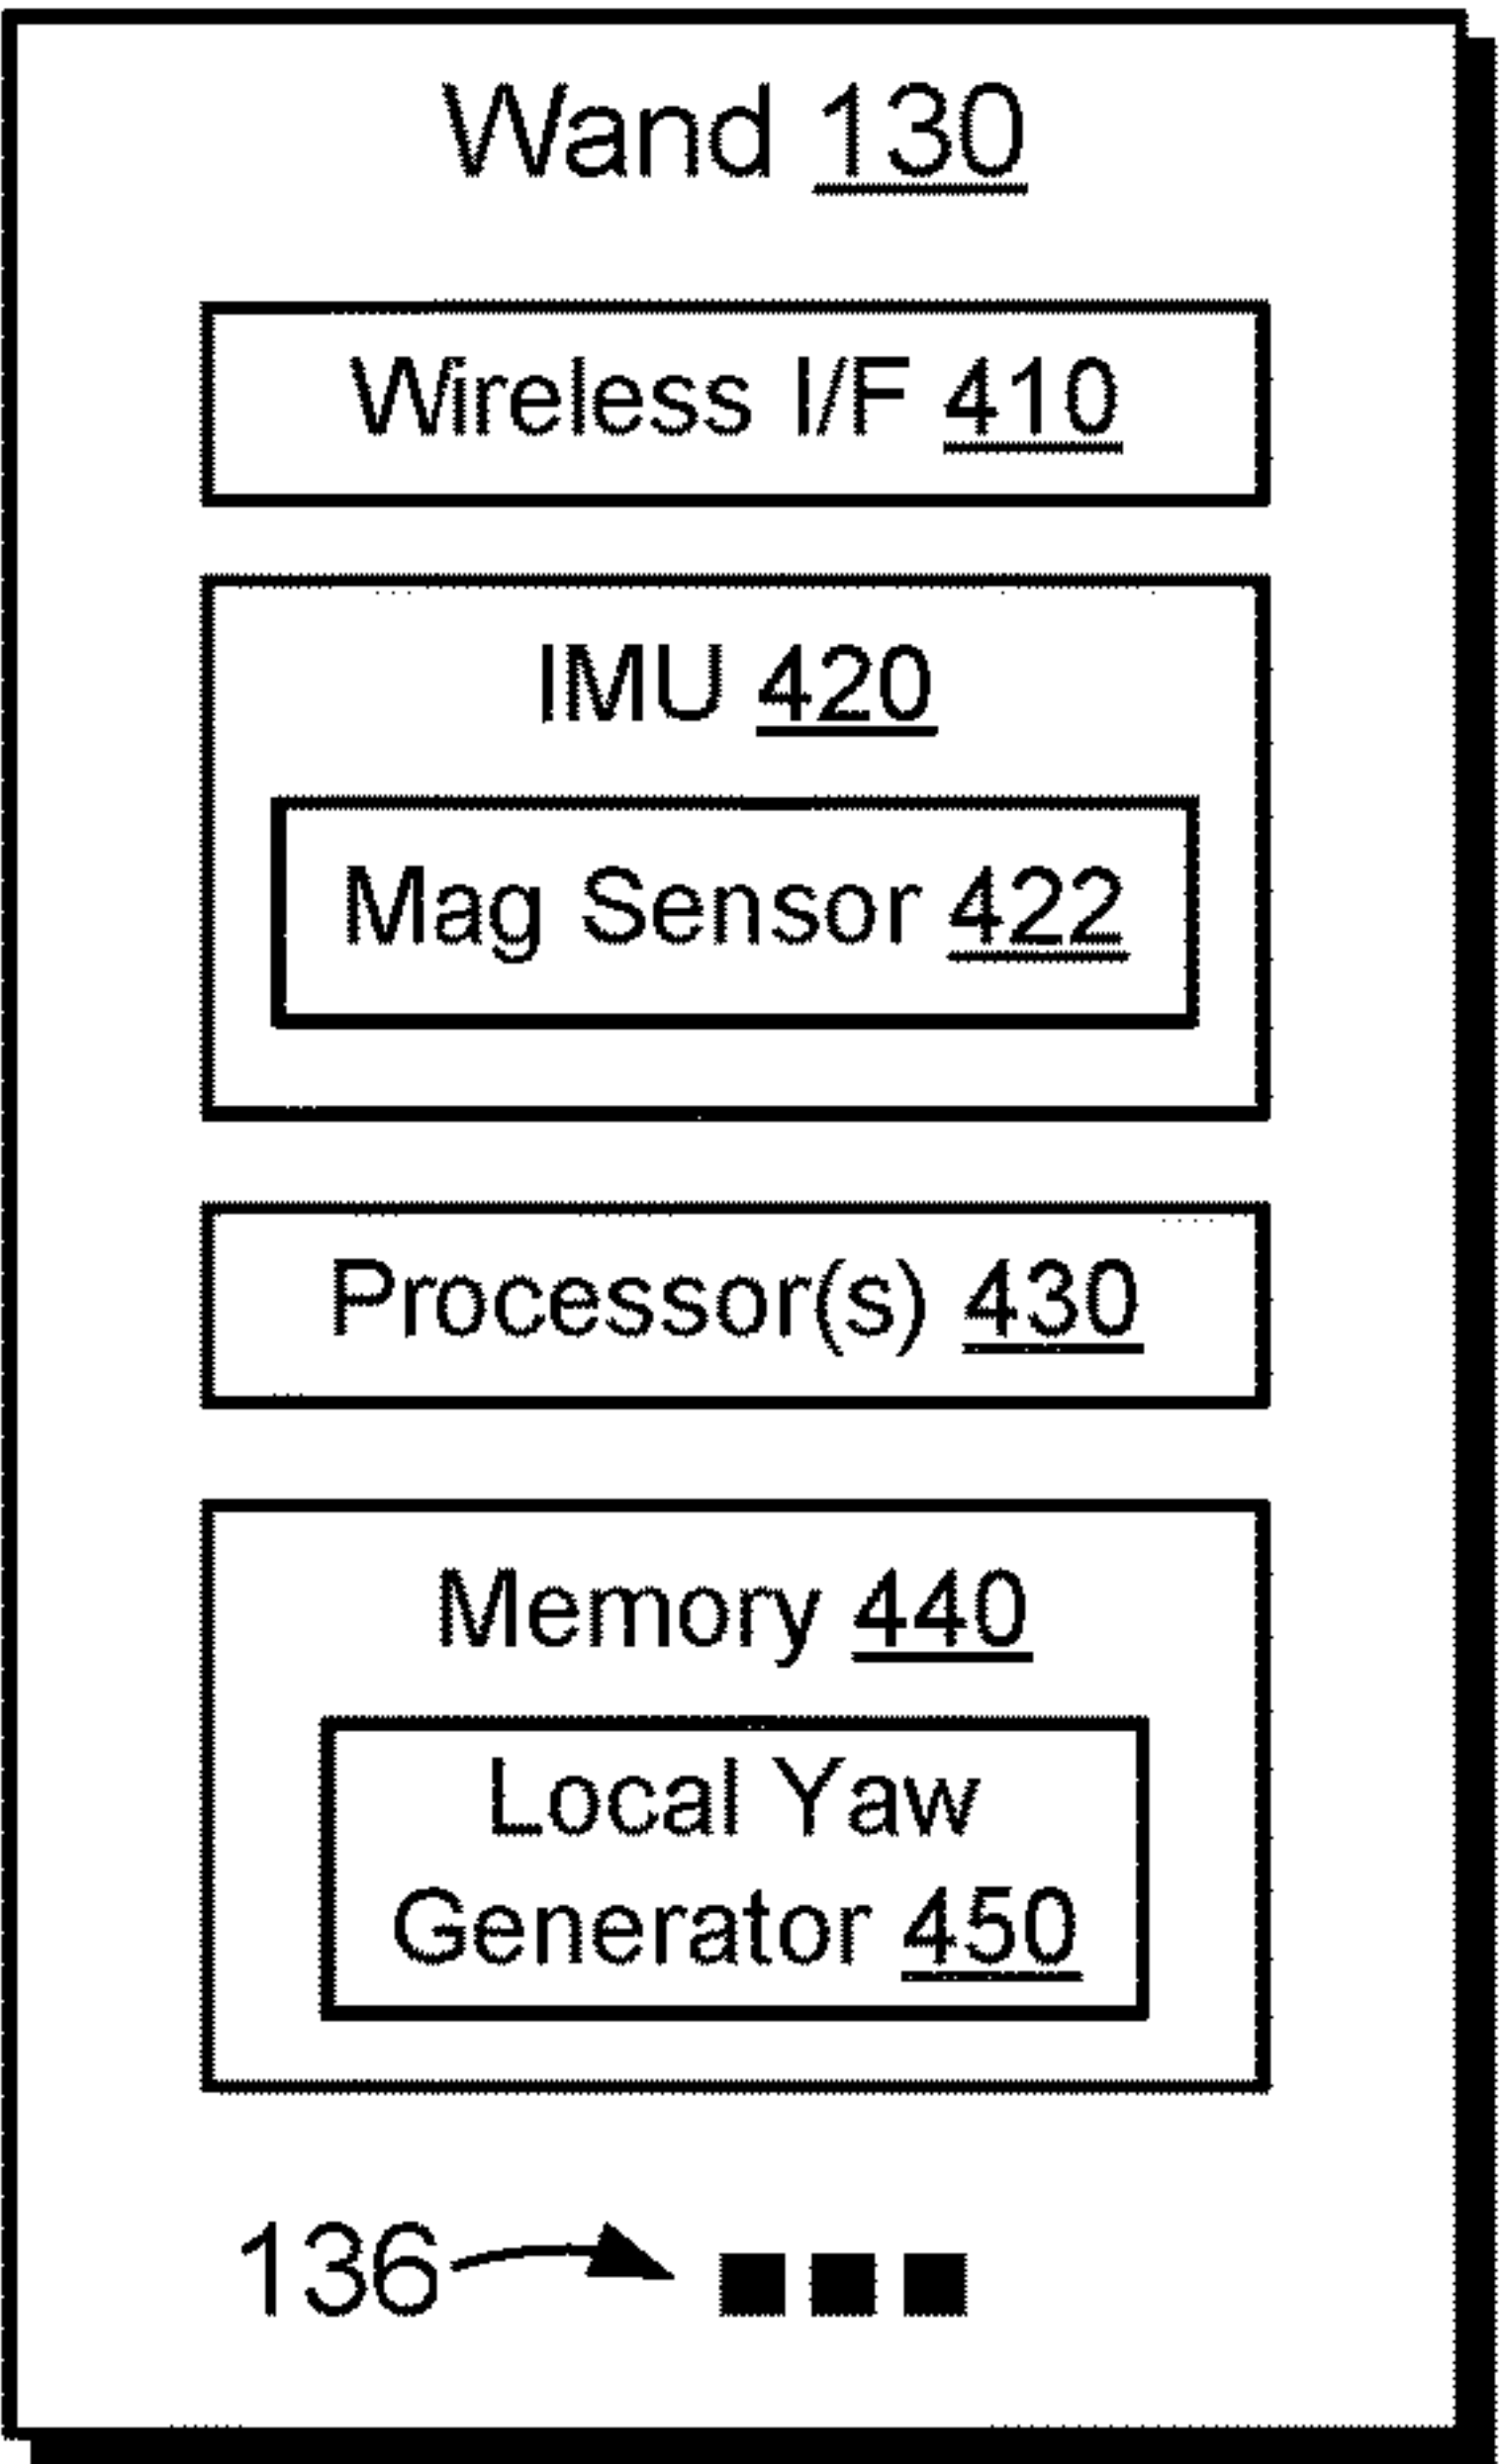 Wand 130
Wireless I/F 410
IMU 420
Mag Sensor 422
Processor(s) 430
Memory 440
Local Yaw
Generator 450
136